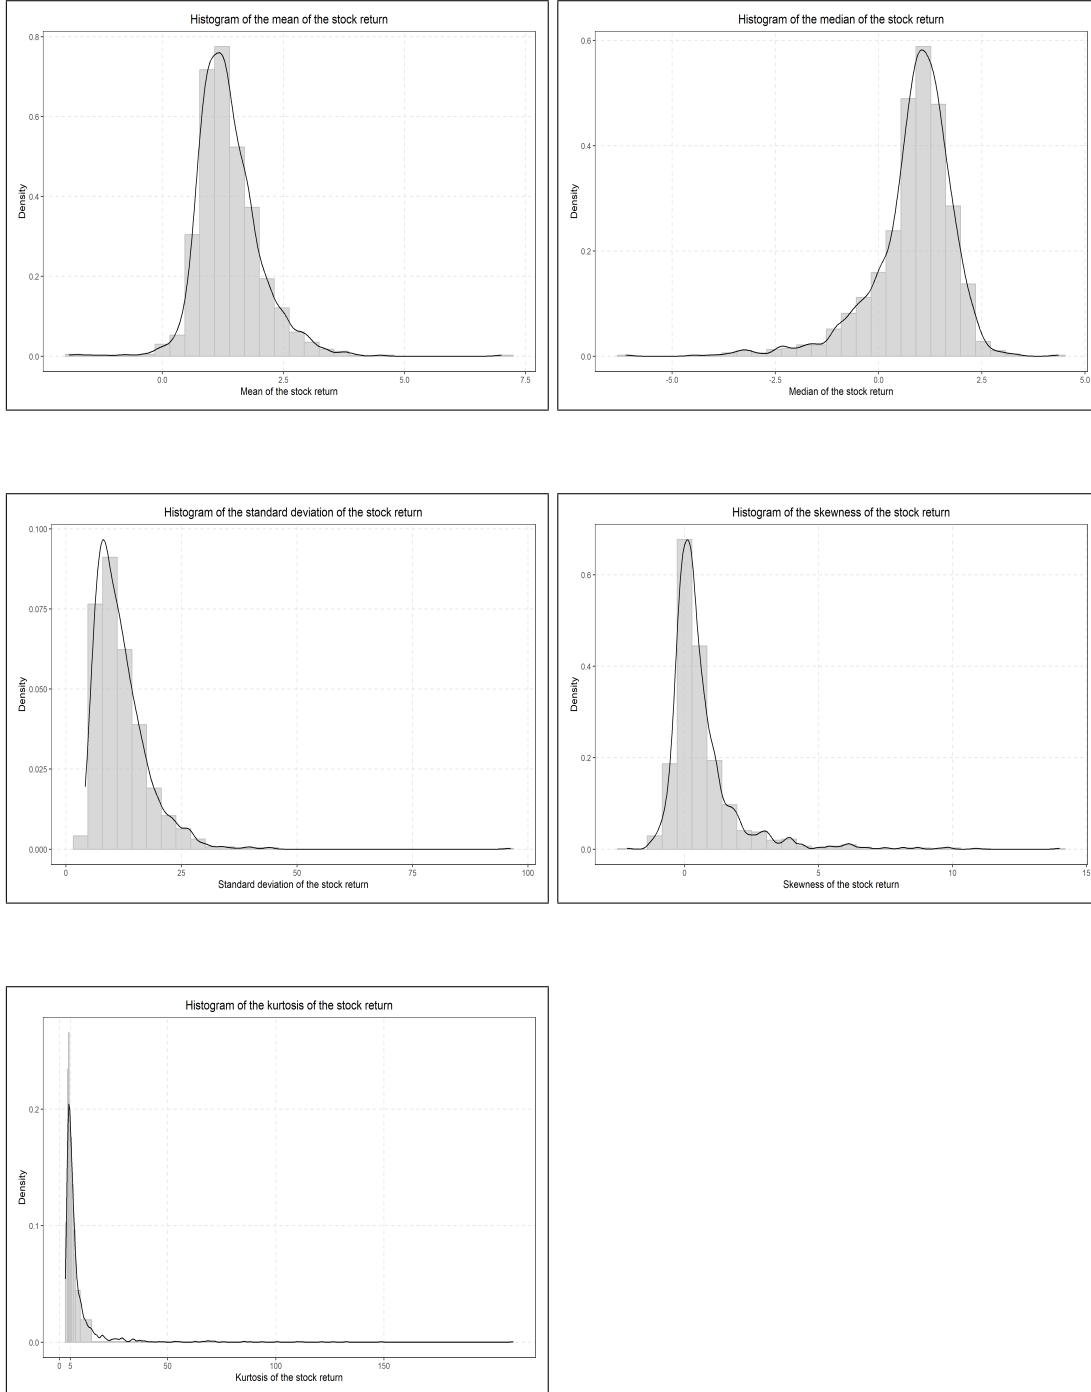 Histogram of the mean of the stock return
0.8
0.6
0.4
0.2
0.0
Density
0.0 2.5 5.0 7.5
Mean of the stock return
Histogram of the median of the stock return
0.6
0.4
0.2
0.0
Density
-5.0 -2.5 0.0 2.5 5.0
Median of the stock return
Histogram of the standard deviation of the stock return
0.100
0.075
0.050
0.025
0.000
Density
0 25 50 75 100
Standard deviation of the stock return
Histogram of the skewness of the stock return
0.6
0.4
0.2
0.0
Density
0 5 10 15
Skewness of the stock return
Histogram of the kurtosis of the stock return
0.2
0.1
0.0
Density
0 5 50 100 150
Kurtosis of the stock return